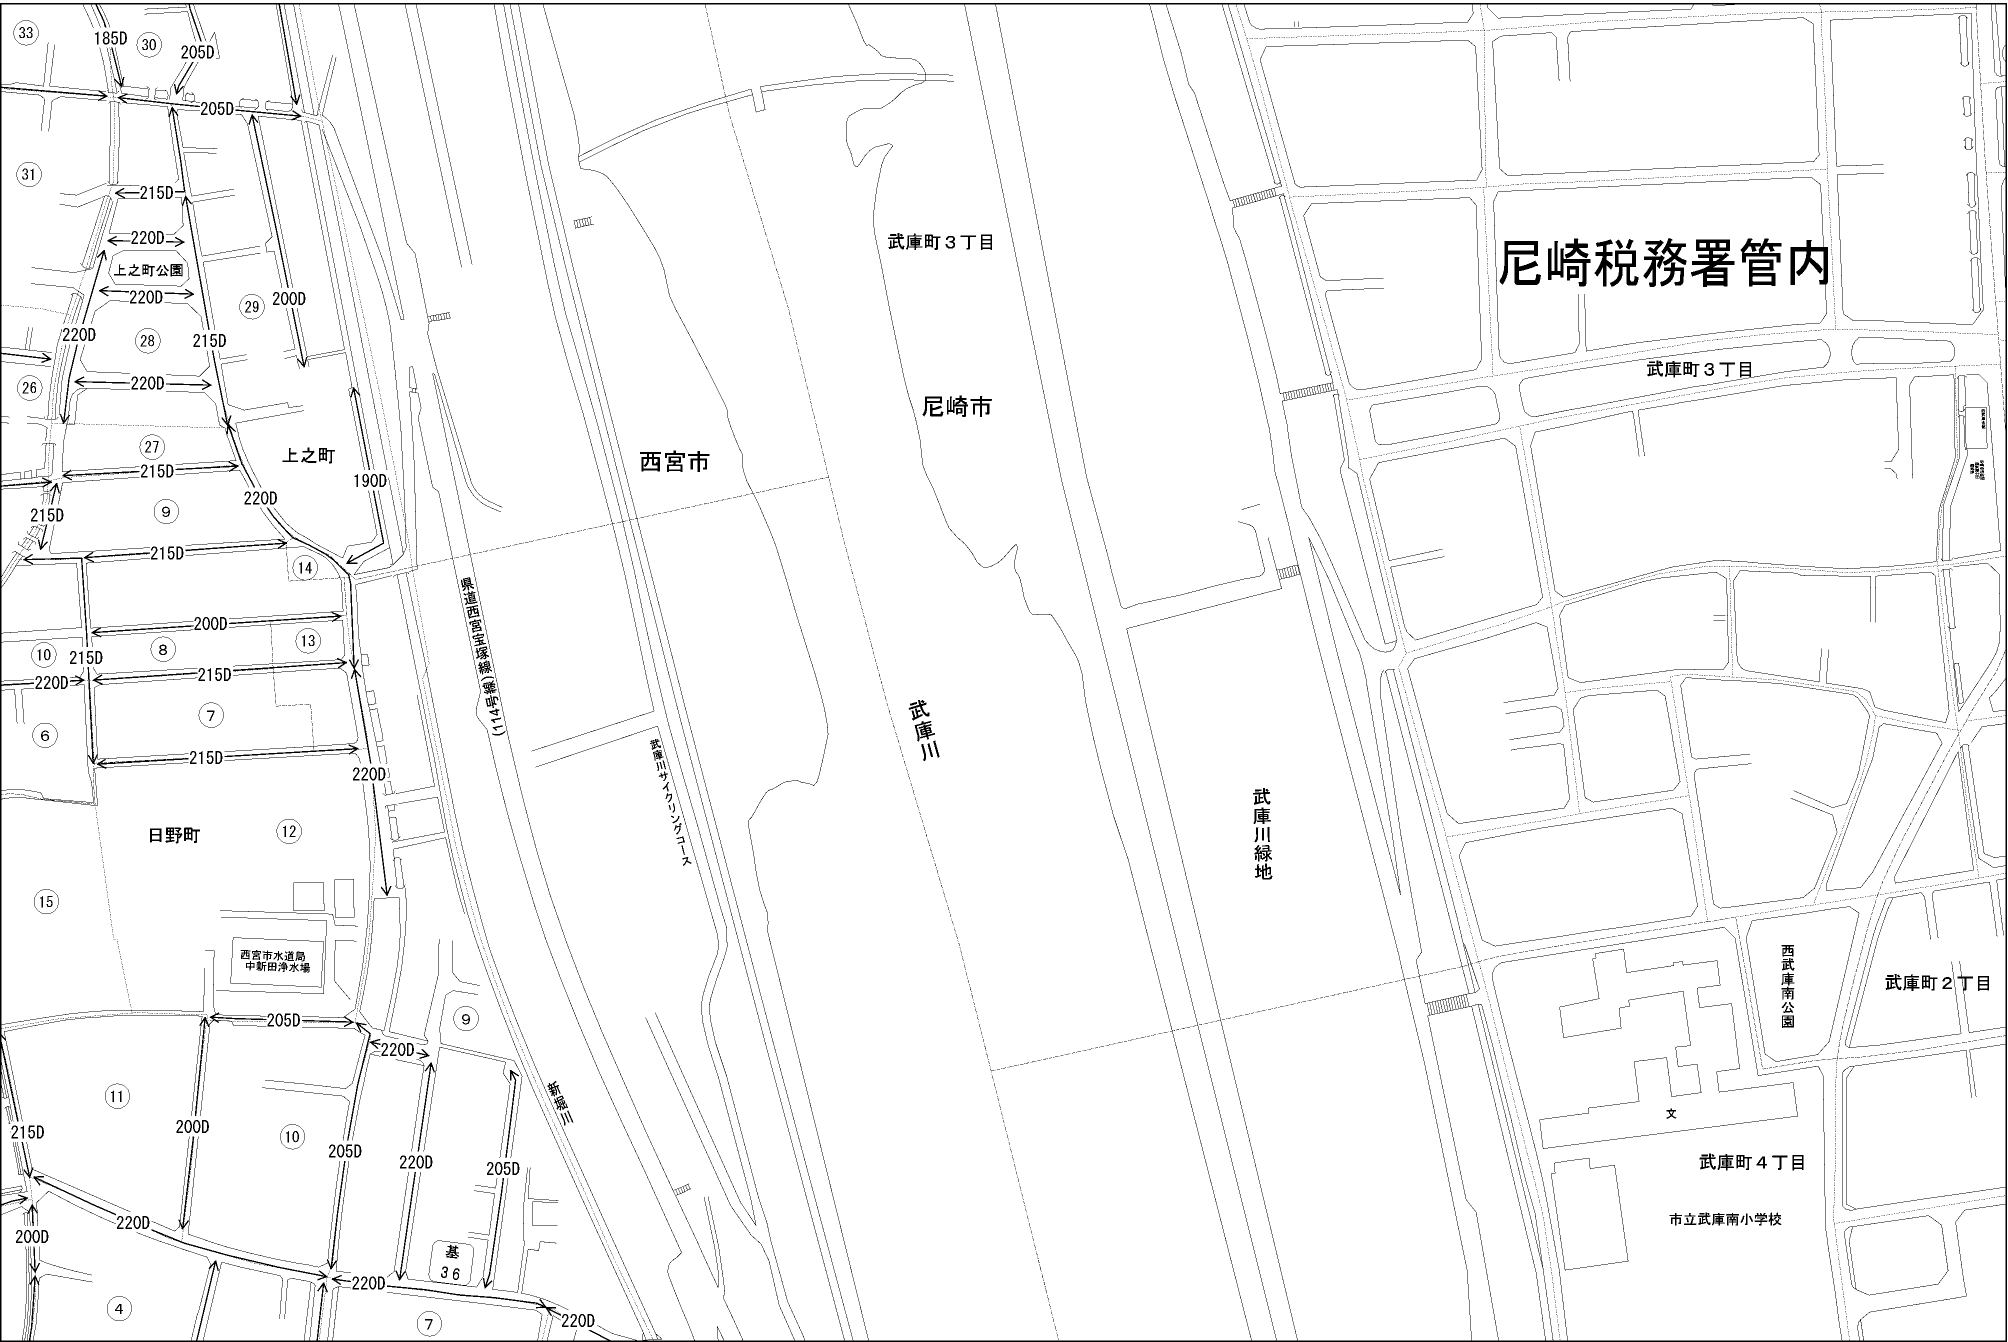 33
185D
30
205D
205D
31
215D
220D
上之町公園
220D
29
200D
220D
28
215D
26
220D
27
215D
上之町
190D
220D
9
215D
215D
14
200D
13
10
215D
8
220D
215D
7
6
215D
220D
日野町
12
15
西宮市水道局
中新田浄水場
205D
9
220D
11
200D
10
205D
220D
205D
215D
220D
200D
基
36
220D
220D
4
7
新堀川
県道西宮宝塚線(114号線)
武庫川サイクリングコース
西宮市
尼崎市
武庫町3丁目
武庫川
武庫川緑地
尼崎税務署管内
武庫町3丁目
西武庫南公園
武庫町2丁目
文
武庫町4丁目
市立武庫南小学校